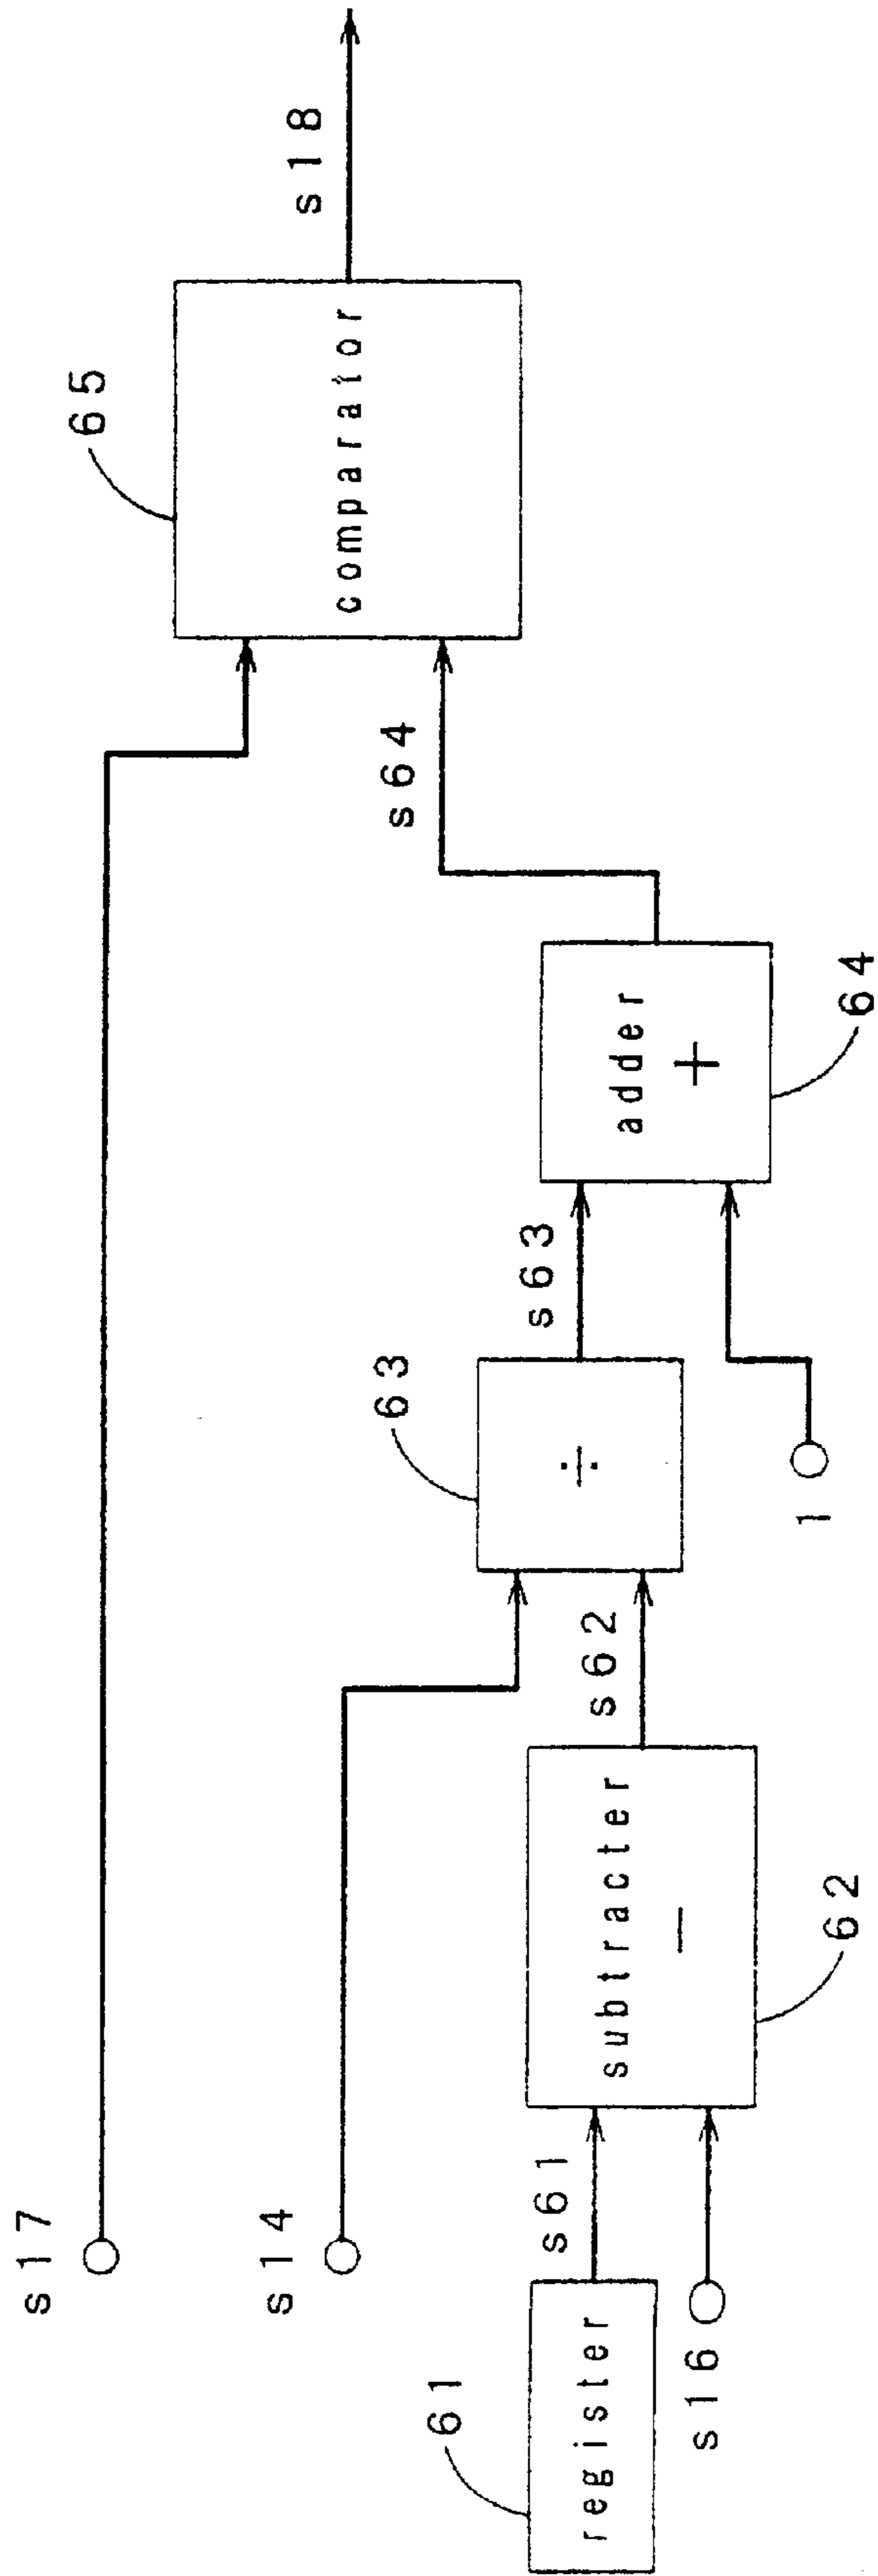 s17
65
comparator
s18
s14
s64
63
÷
s63
adder
+
64
1
61
register
s61
s16
subtracter
−
62
s62